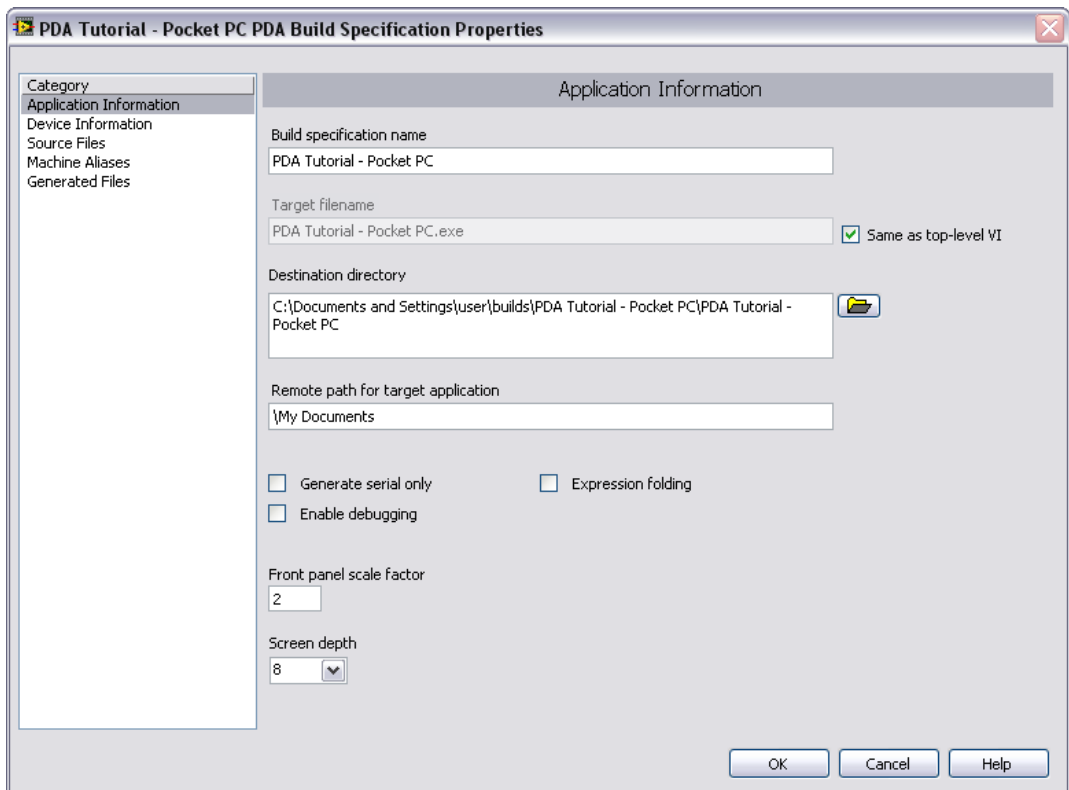 PDA Tutorial - Pocket PC PDA Build Specification Properties
Category
Application Information
Device Information
Source Files
Machine Aliases
Generated Files
Application Information
Build specification name
PDA Tutorial - Pocket PC
Target filename
PDA Tutorial - Pocket PC.exe
Same as top-level VI
Destination directory
C:\Documents and Settings\user\builds\PDA Tutorial - Pocket PC\PDA Tutorial -
Pocket PC
Remote path for target application
\My Documents
Generate serial only
Expression folding
Enable debugging
Front panel scale factor
2
Screen depth
8
OK
Cancel
Help